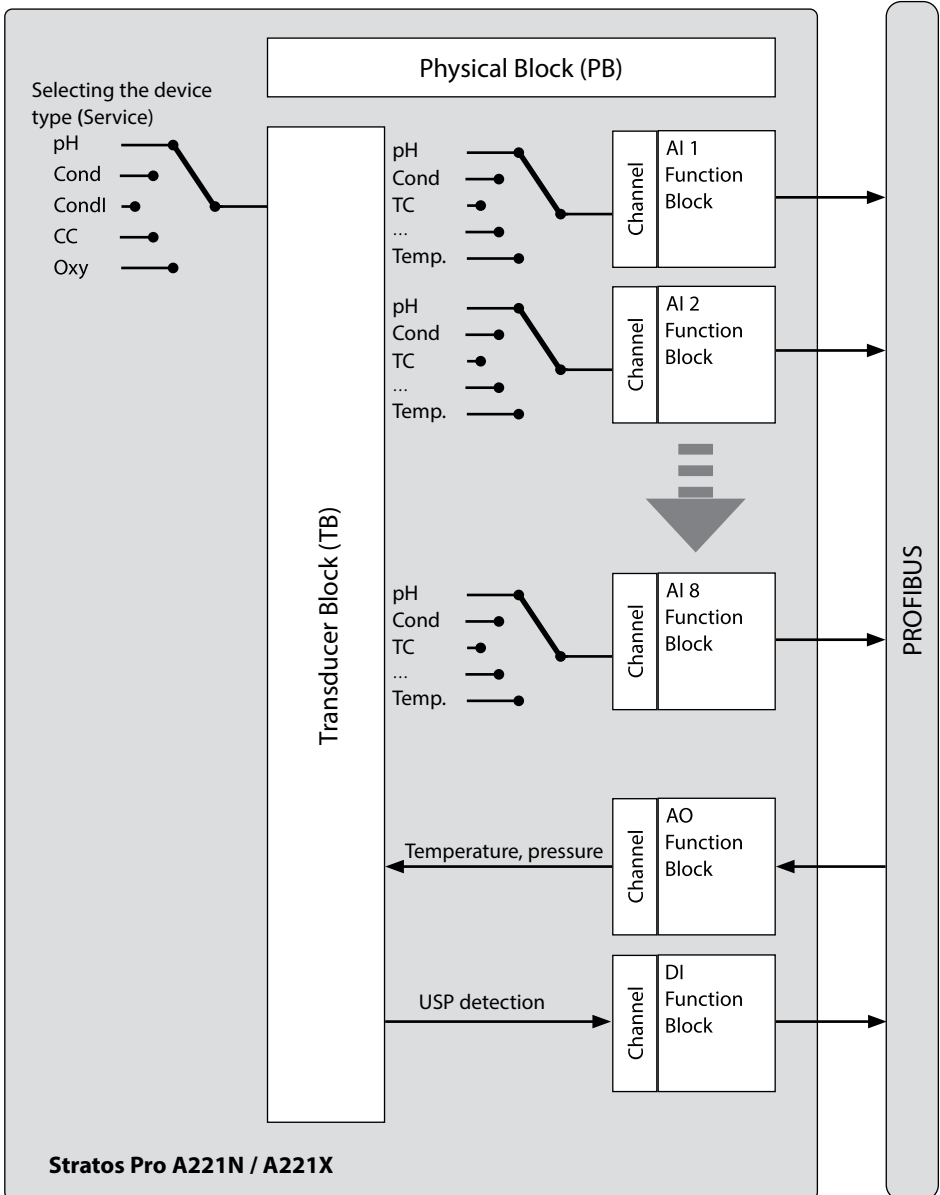 Physical Block (PB)
Selecting the device
type (Service)
pH
Cond
CondI
CC
Oxy
Transducer Block (TB)
pH
Cond
TC
...
Temp.
Channel
AI 1
Function
Block
pH
Cond
TC
...
Temp.
Channel
AI 2
Function
Block
pH
Cond
TC
...
Temp.
Channel
AI 8
Function
Block
Temperature, pressure
Channel
AO
Function
Block
USP detection
Channel
DI
Function
Block
PROFIBUS
Stratos Pro A221N / A221X